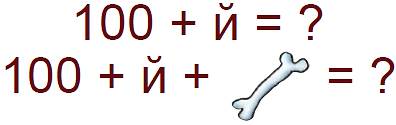 100 + й = ?
100 + й + = ?